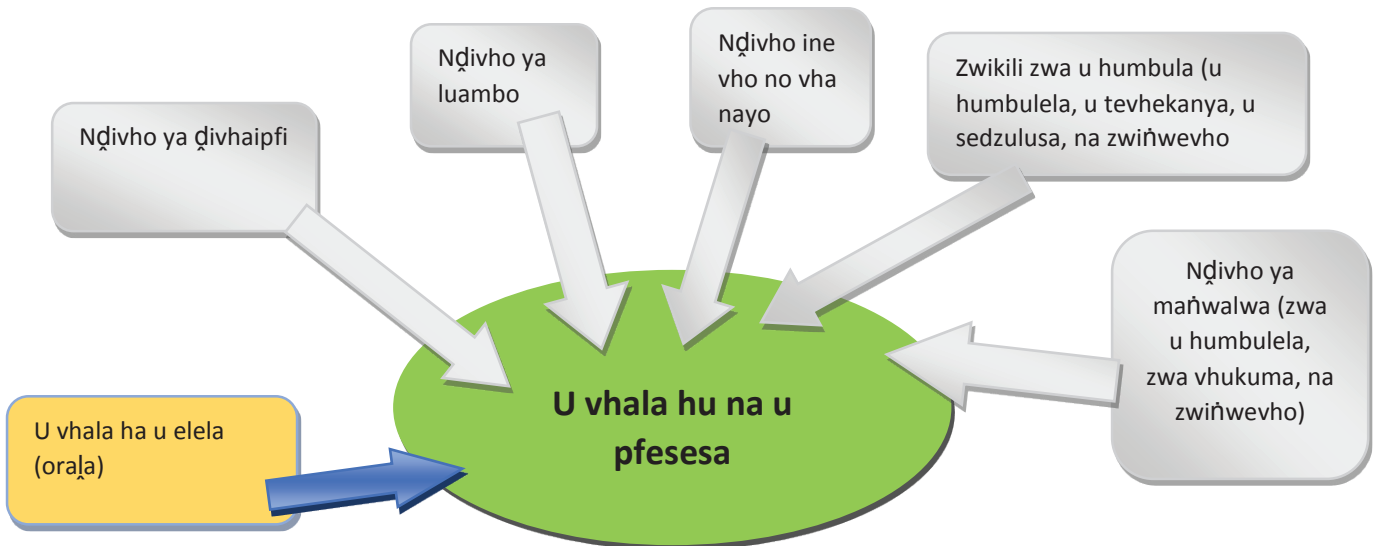 Nḓivho ya ḓivhaipfi
Nḓivho ya
luambo
Nḓivho ine
vho no vha
nayo
Zwikili zwa u humbula (u
humbulela, u tevhekanya, u
sedzulusa, na zwiṅwevho
Nḓivho ya
maṅwalwa (zwa
u humbulela,
zwa vhukuma, na
zwiṅwevho)
U vhala ha u elela
(oraḽa)
U vhala hu na u
pfesesa